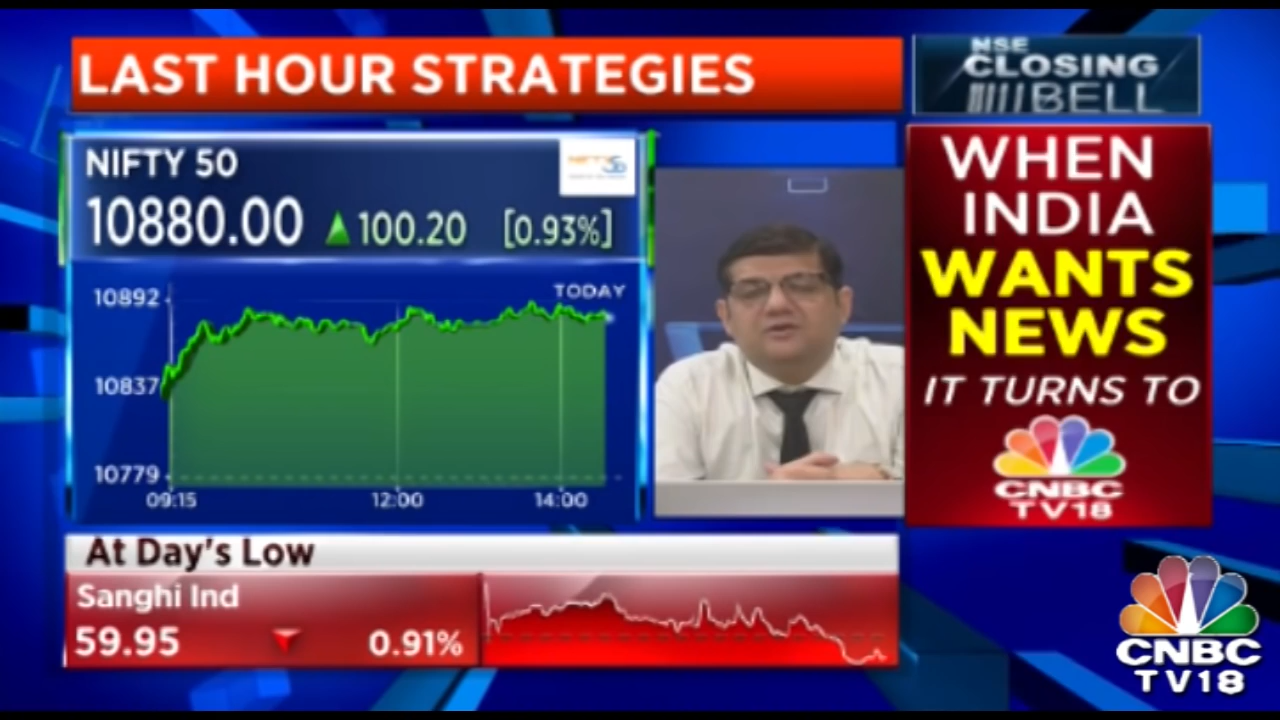 LAST HOUR STRATEGIES
NSE
CLOSING
BELL
NIFTY 50
10880.00 ▲ 100.20 [0.93%]
TODAY
10892
10837
10779
09:15 12:00 14:00
WHEN
INDIA
WANTS
NEWS
IT TURNS TO
CNBC
TV18
At Day's Low
Sanghi Ind
59.95 ▼ 0.91%
CNBC
TV18